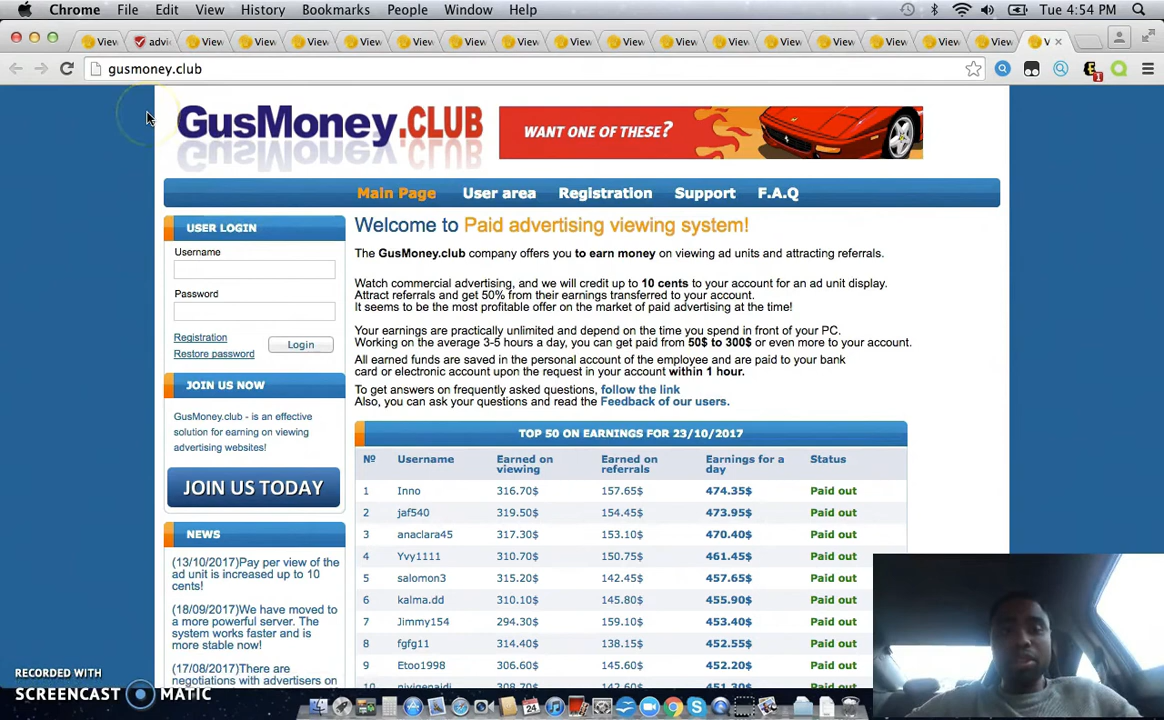 Chrome File Edit View History Bookmarks People Window Help Tue 4:54 PM
View advi View View View View View View View View View View View View View View View View V
gusmoney.club
1
GusMoney.CLUB
WANT ONE OF THESE?
Main Page User area Registration Support F.A.Q
USER LOGIN
Username
Password
Registration
Restore password
Login
JOIN US NOW
GusMoney.club - is an effective
solution for earning on viewing
advertising websites!
JOIN US TODAY
NEWS
(13/10/2017)Pay per view of the
ad unit is increased up to 10
cents!
(18/09/2017)We have moved to
a more powerful server. The
system works faster and is
more stable now!
(17/08/2017)There are
negotiations with advertisers on
Welcome to Paid advertising viewing system!
The GusMoney.club company offers you to earn money on viewing ad units and attracting referrals.
Watch commercial advertising, and we will credit up to 10 cents to your account for an ad unit display.
Attract referrals and get 50% from their earnings transferred to your account.
It seems to be the most profitable offer on the market of paid advertising at the time!
Your earnings are practically unlimited and depend on the time you spend in front of your PC.
Working on the average 3-5 hours a day, you can get paid from 50$ to 300$ or even more to your account.
All earned funds are saved in the personal account of the employee and are paid to your bank
card or electronic account upon the request in your account within 1 hour.
To get answers on frequently asked questions, follow the link
Also, you can ask your questions and read the Feedback of our users.
TOP 50 ON EARNINGS FOR 23/10/2017
№ Username Earned on viewing Earned on referrals Earnings for a day Status
1 Inno 316.70$ 157.65$ 474.35$ Paid out
2 jaf540 319.50$ 154.45$ 473.95$ Paid out
3 anaclara45 317.30$ 153.10$ 470.40$ Paid out
4 Yvy1111 310.70$ 150.75$ 461.45$ Paid out
5 salomon3 315.20$ 142.45$ 457.65$ Paid out
6 kalma.dd 310.10$ 145.80$ 455.90$ Paid out
7 Jimmy154 294.30$ 159.10$ 453.40$ Paid out
8 fgfg11 314.40$ 138.15$ 452.55$ Paid out
9 Etoo1998 306.60$ 145.60$ 452.20$ Paid out
RECORDED WITH
SCREENCAST MATIC